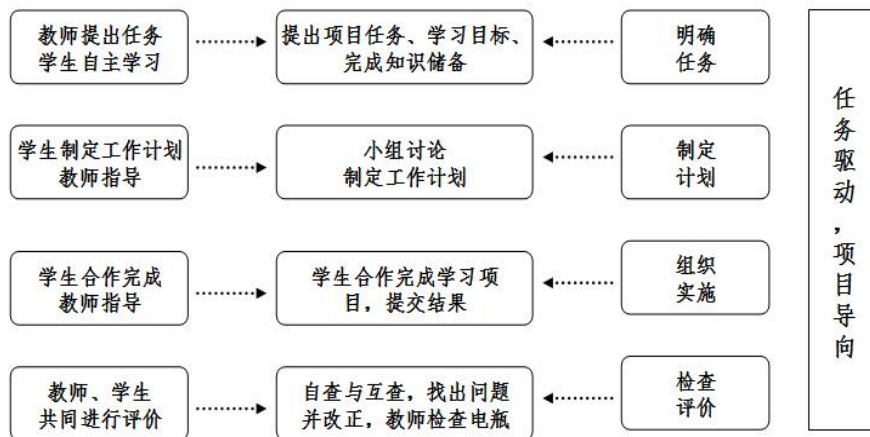 教师提出任务
学生自主学习
提出项目任务、学习目标、
完成知识储备
明确
任务
学生制定工作计划
教师指导
小组讨论
制定工作计划
制定
计划
学生合作完成
教师指导
学生合作完成学习项
目，提交结果
组织
实施
教师、学生
共同进行评价
自查与互查，找出问题
并改正，教师检查电瓶
检查
评价
任务驱动，项目导向